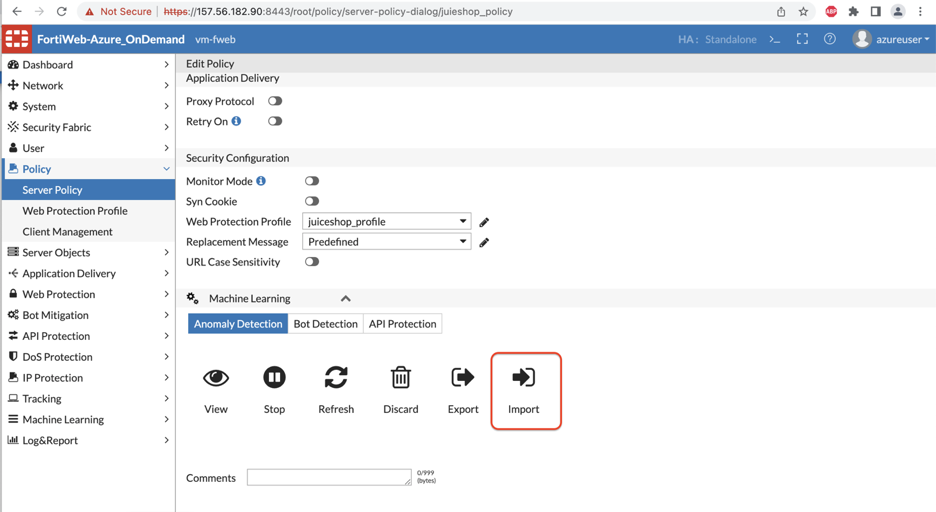 Not Secure | https://157.56.182.90:8443/root/policy/server-policy-dialog/juieshop_policy
ABP
FortiWeb-Azure_OnDemand vm-fweb HA: Standalone >_ azureuser
Dashboard
Network
System
Security Fabric
User
Policy
Server Policy
Web Protection Profile
Client Management
Server Objects
Application Delivery
Web Protection
Bot Mitigation
API Protection
DoS Protection
IP Protection
Tracking
Machine Learning
Log&Report
Edit Policy
Application Delivery
Proxy Protocol
Retry On
Security Configuration
Monitor Mode
Syn Cookie
Web Protection Profile juiceshop_profile
Replacement Message Predefined
URL Case Sensitivity
Machine Learning
Anomaly Detection Bot Detection API Protection
View Stop Refresh Discard Export Import
Comments 0/999
(bytes)